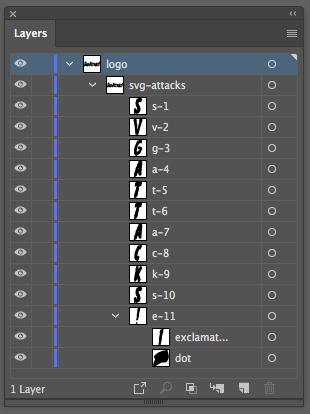 Layers
logo
svg-attacks
s-1
v-2
g-3
a-4
t-5
t-6
a-7
c-8
k-9
s-10
e~11
exclamat...
dot
1 Layer